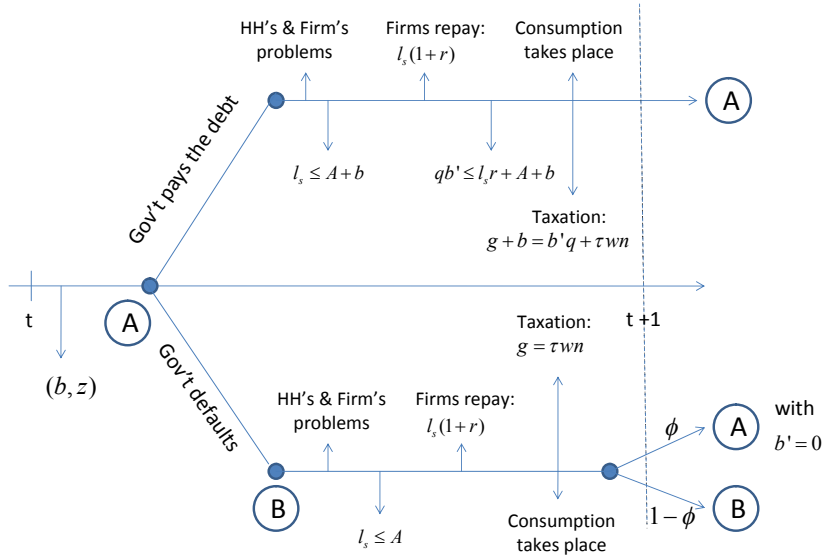 HH's & Firm's
problems
Firms repay:
l_s(1+r)
Consumption
takes place
A
Gov't pays the debt
l_s ≤ A+b
qb' ≤ l_s r + A + b
Taxation:
g+b=b'q+τwn
t
A
t +1
(b,z)
Gov't defaults
Taxation:
g=τwn
HH's & Firm's
problems
Firms repay:
l_s(1+r)
ϕ
A
with
b'=0
B
l_s ≤ A
Consumption
takes place
1−ϕ
B